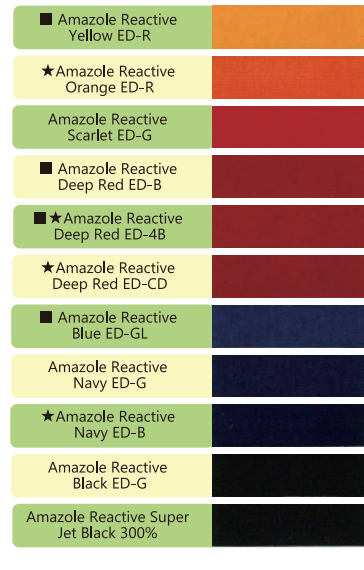 ■ Amazole Reactive
Yellow ED-R
★Amazole Reactive
Orange ED-R
Amazole Reactive
Scarlet ED-G
■ Amazole Reactive
Deep Red ED-B
■★Amazole Reactive
Deep Red ED-4B
★Amazole Reactive
Deep Red ED-CD
■ Amazole Reactive
Blue ED-GL
Amazole Reactive
Navy ED-G
★Amazole Reactive
Navy ED-B
Amazole Reactive
Black ED-G
Amazole Reactive Super
Jet Black 300%